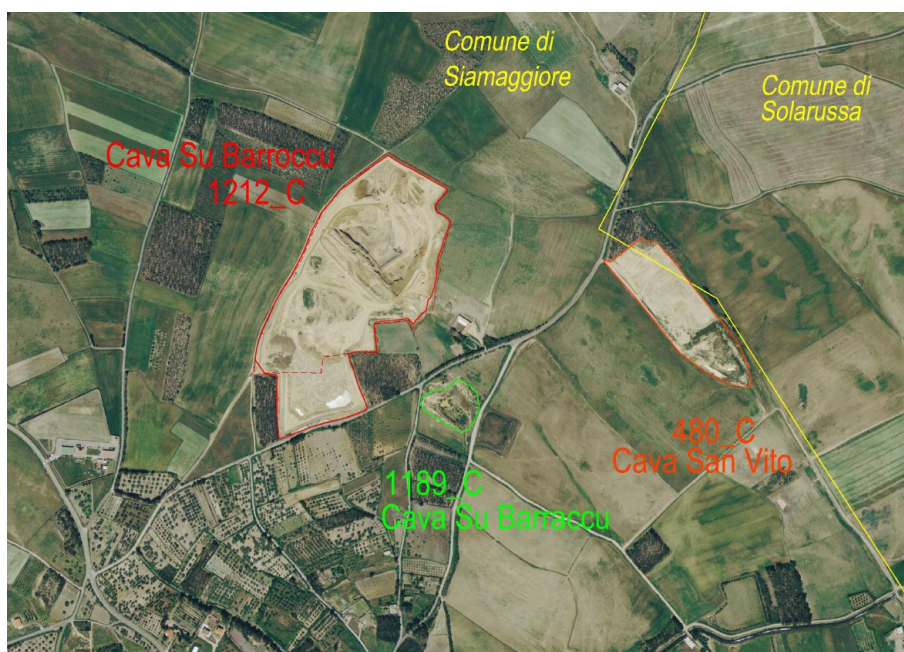 Comune di
Siamaggiore
Comune di
Solarussa
Cava Su Barroccu
1212_C
480_C
Cava San Vito
1189_C
Cava Su Barraccu